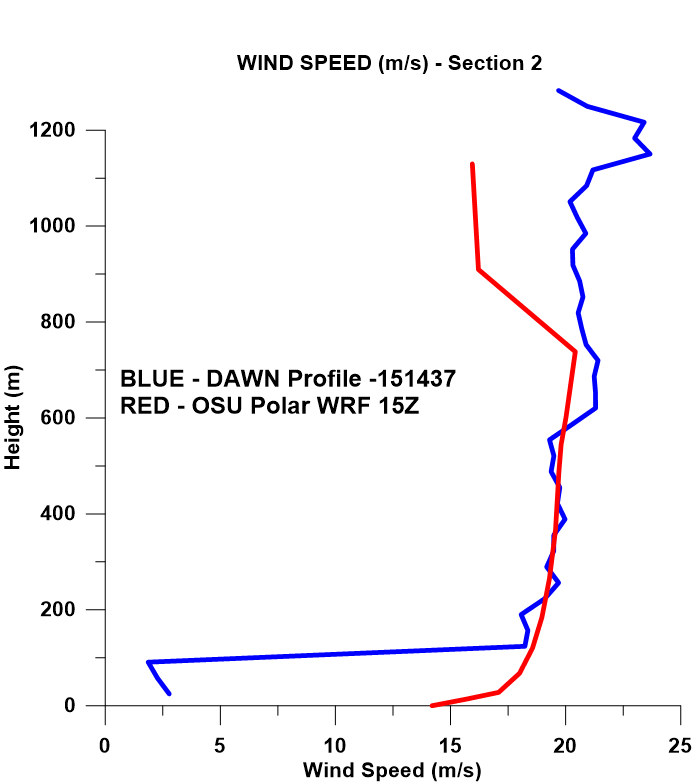 WIND SPEED (m/s) - Section 2
1200
1000
800
600
400
200
0
Height (m)
BLUE - DAWN Profile -151437
RED - OSU Polar WRF 15Z
0 5 10 15 20 25
Wind Speed (m/s)